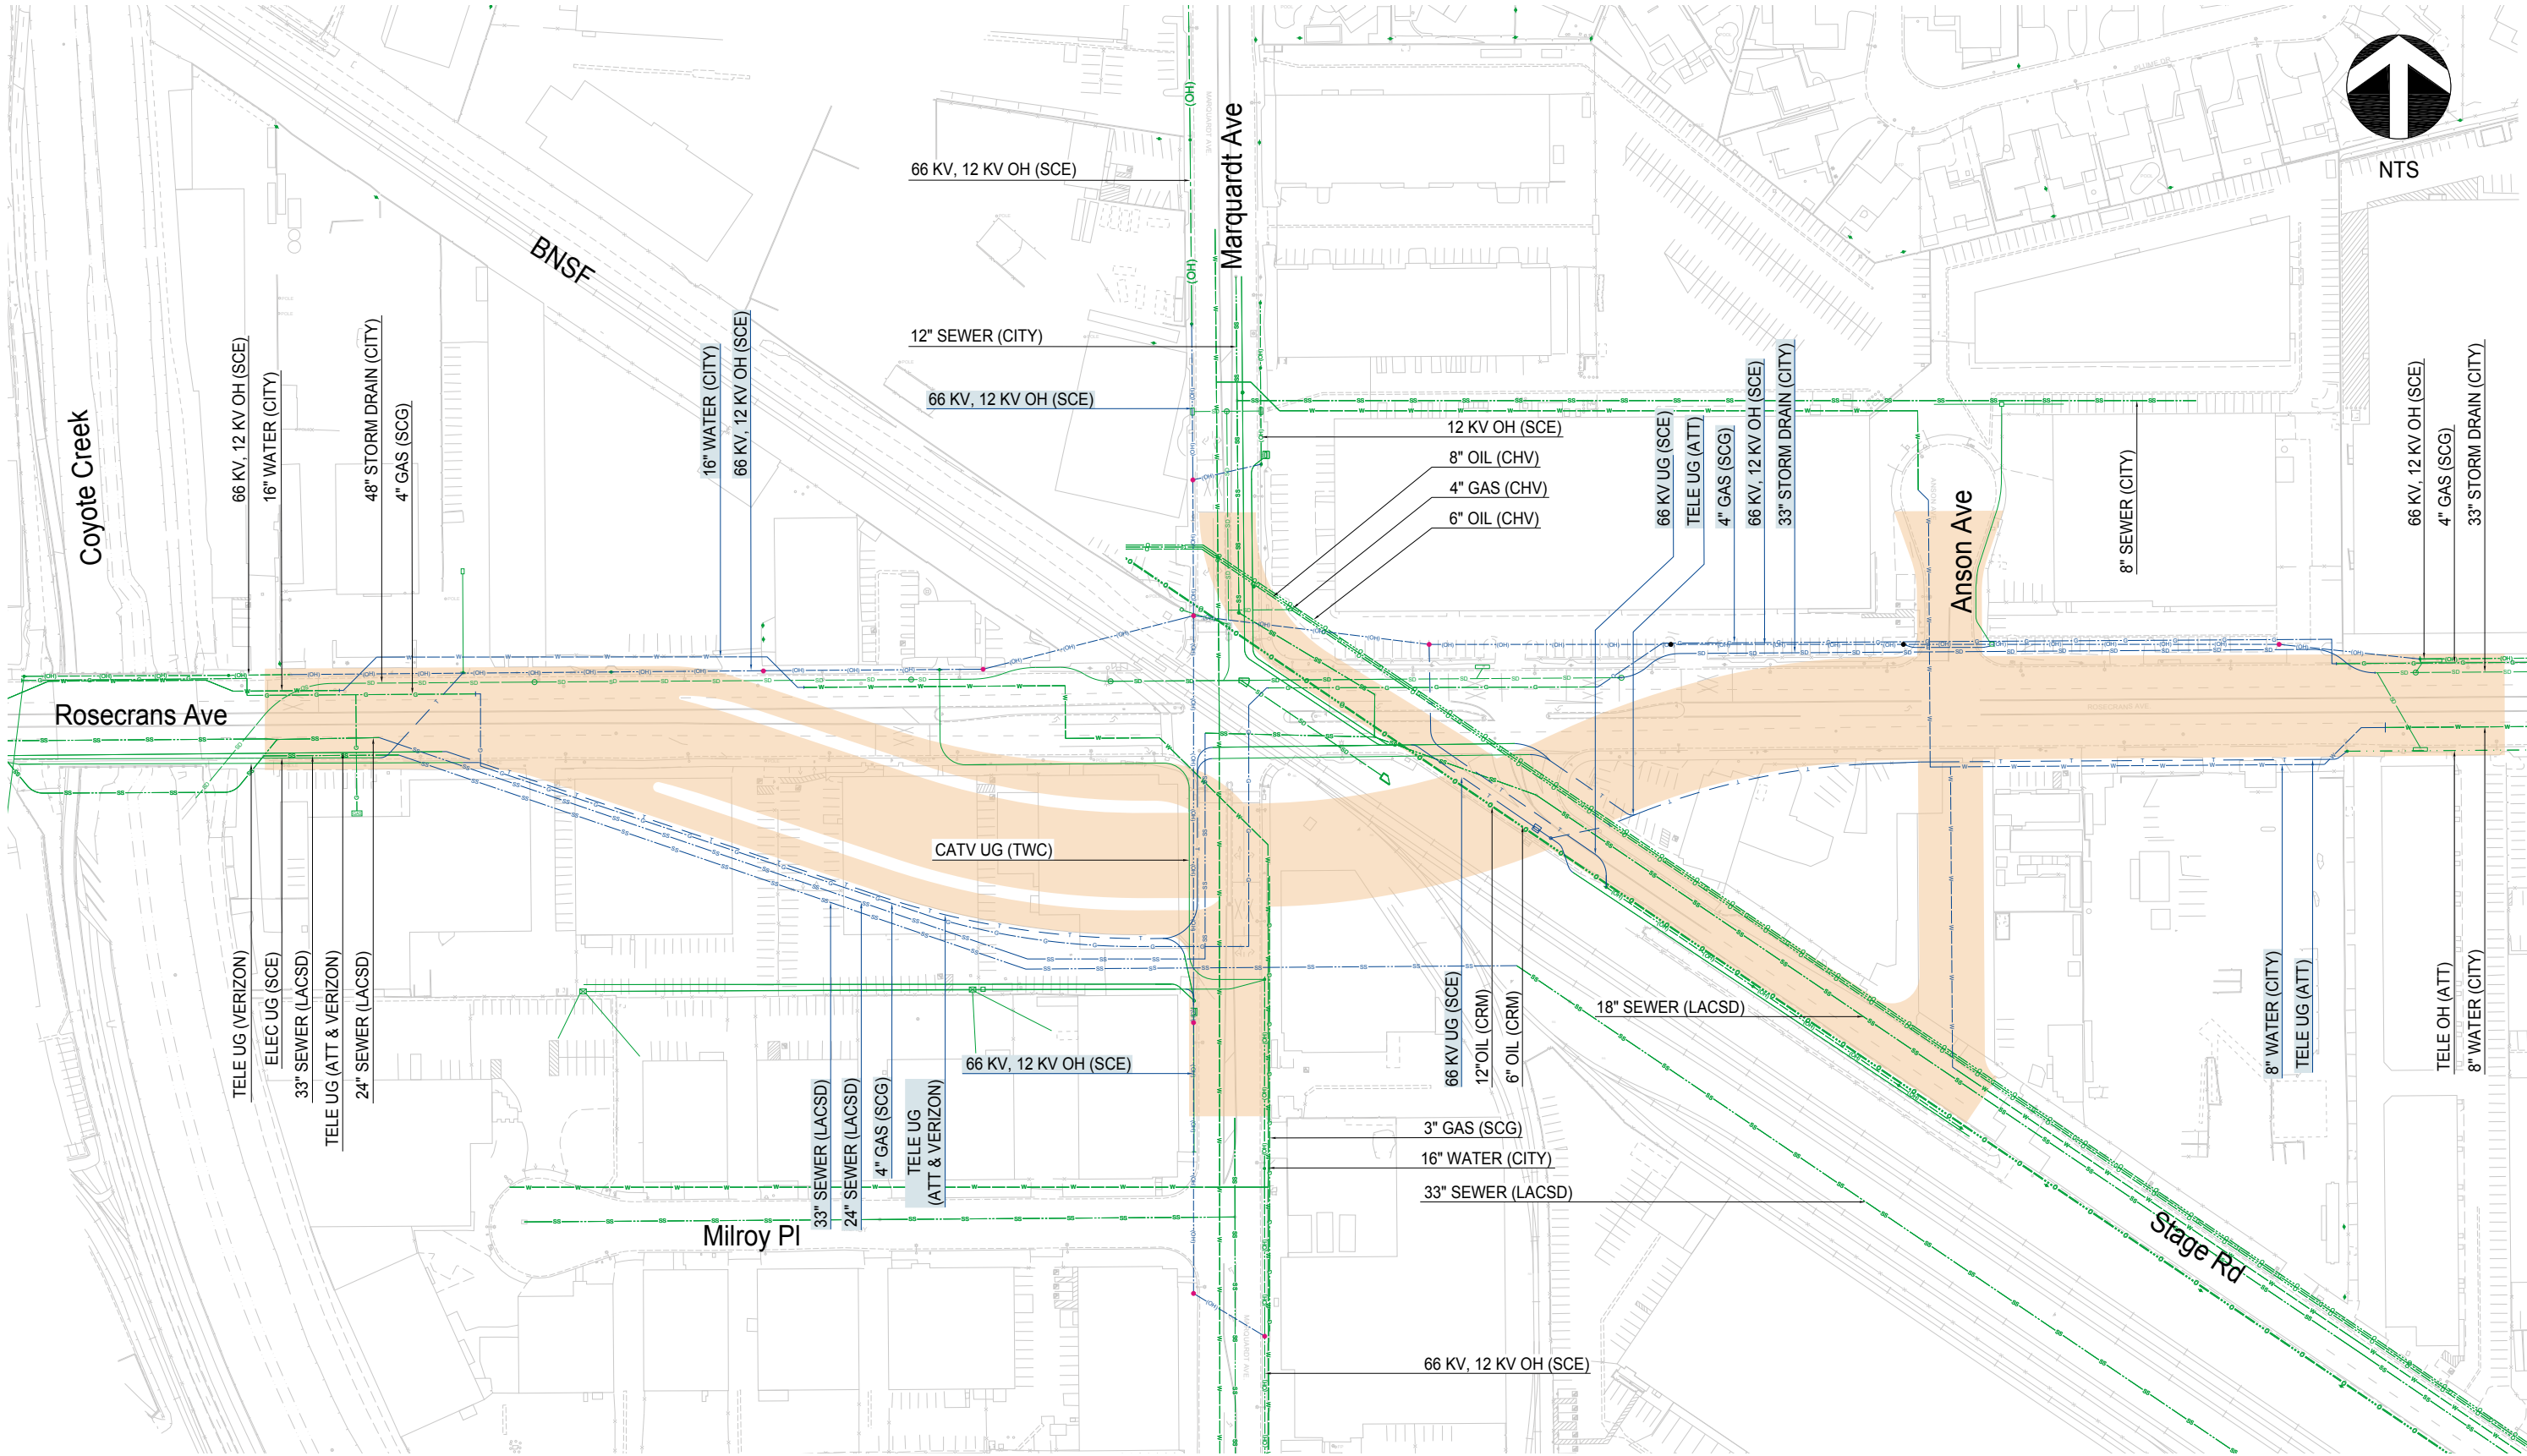 NTS
66 KV, 12 KV OH (SCE)
Marquardt Ave
MARQUARDT AVE
BNSF
12" SEWER (CITY)
66 KV, 12 KV OH (SCE)
12 KV OH (SCE)
8" OIL (CHV)
4" GAS (CHV)
6" OIL (CHV)
Coyote Creek
66 KV, 12 KV OH (SCE)
16" WATER (CITY)
48" STORM DRAIN (CITY)
4" GAS (SCG)
16" WATER (CITY)
66 KV, 12 KV OH (SCE)
66 KV UG (SCE)
TELE UG (ATT)
4" GAS (SCG)
66 KV, 12 KV OH (SCE)
33" STORM DRAIN (CITY)
Anson Ave
8" SEWER (CITY)
66 KV, 12 KV OH (SCE)
4" GAS (SCG)
33" STORM DRAIN (CITY)
Rosecrans Ave
ROSECRANS AVE
CATV UG (TWC)
TELE UG (VERIZON)
ELEC UG (SCE)
33" SEWER (LACSD)
TELE UG (ATT & VERIZON)
24" SEWER (LACSD)
66 KV, 12 KV OH (SCE)
33" SEWER (LACSD)
24" SEWER (LACSD)
4" GAS (SCG)
TELE UG
(ATT & VERIZON)
66 KV UG (SCE)
12"OIL (CRM)
6" OIL (CRM)
18" SEWER (LACSD)
8" WATER (CITY)
TELE UG (ATT)
TELE OH (ATT)
8" WATER (CITY)
3" GAS (SCG)
16" WATER (CITY)
33" SEWER (LACSD)
Milroy Pl
Stage Rd
66 KV, 12 KV OH (SCE)
MARQUARDT AVE